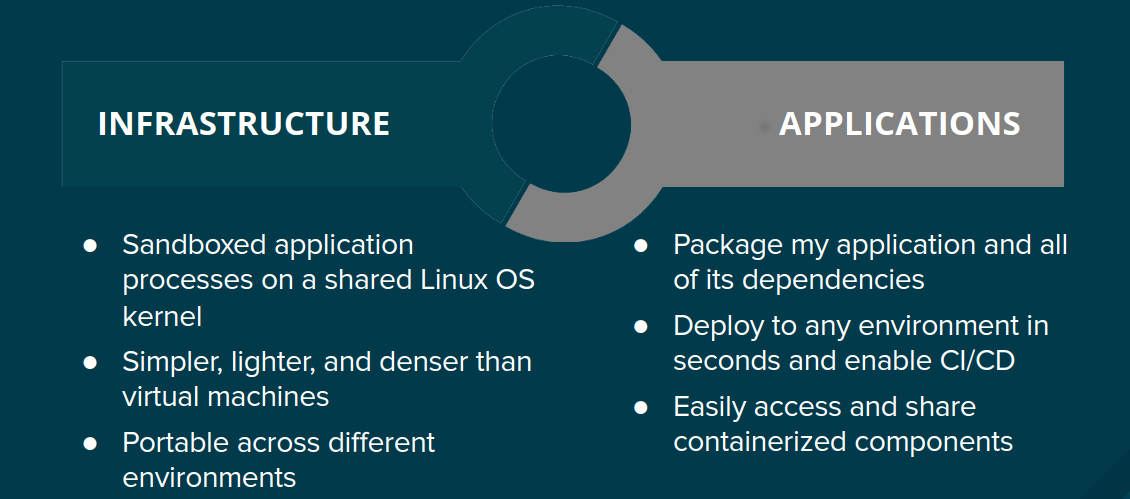 INFRASTRUCTURE
APPLICATIONS
● Sandboxed application
processes on a shared Linux OS
kernel
● Simpler, lighter, and denser than
virtual machines
● Portable across different
environments
● Package my application and all
of its dependencies
● Deploy to any environment in
seconds and enable CI/CD
● Easily access and share
containerized components